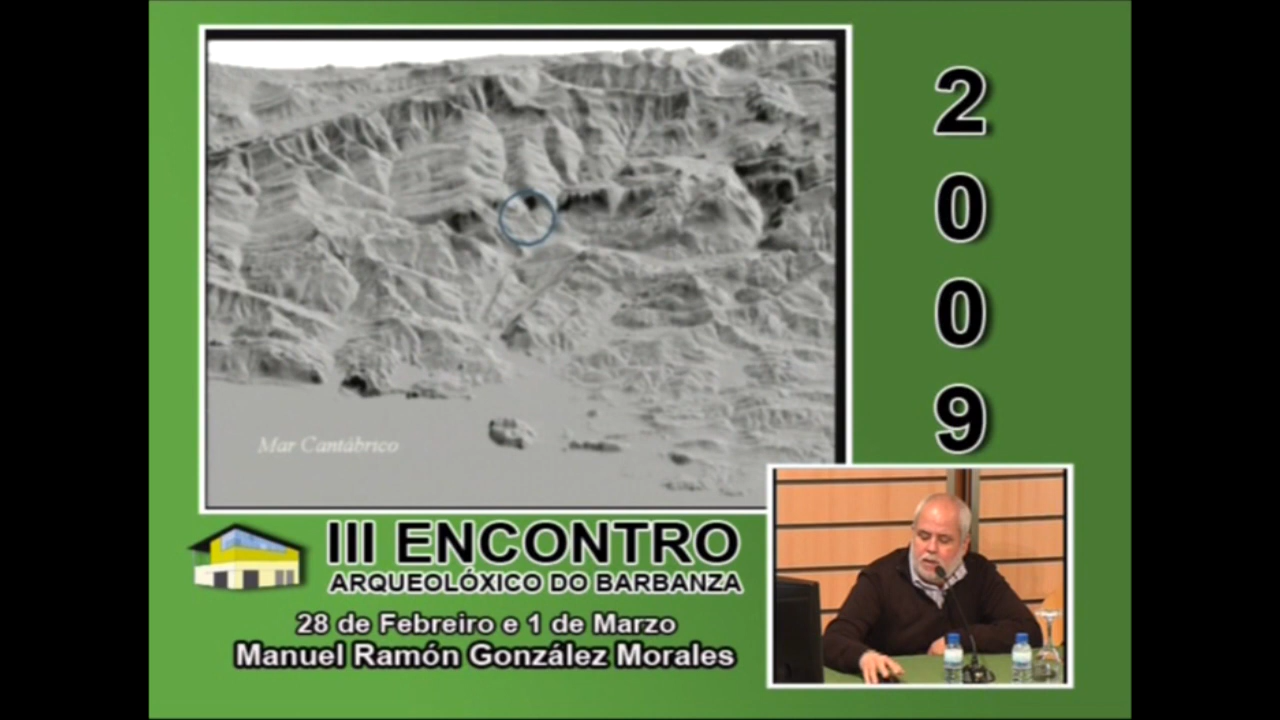 2
0
0
9
Mar Cantábrico
III ENCONTRO
ARQUEOLÓXICO DO BARBANZA
28 de Febreiro e 1 de Marzo
Manuel Ramón González Morales